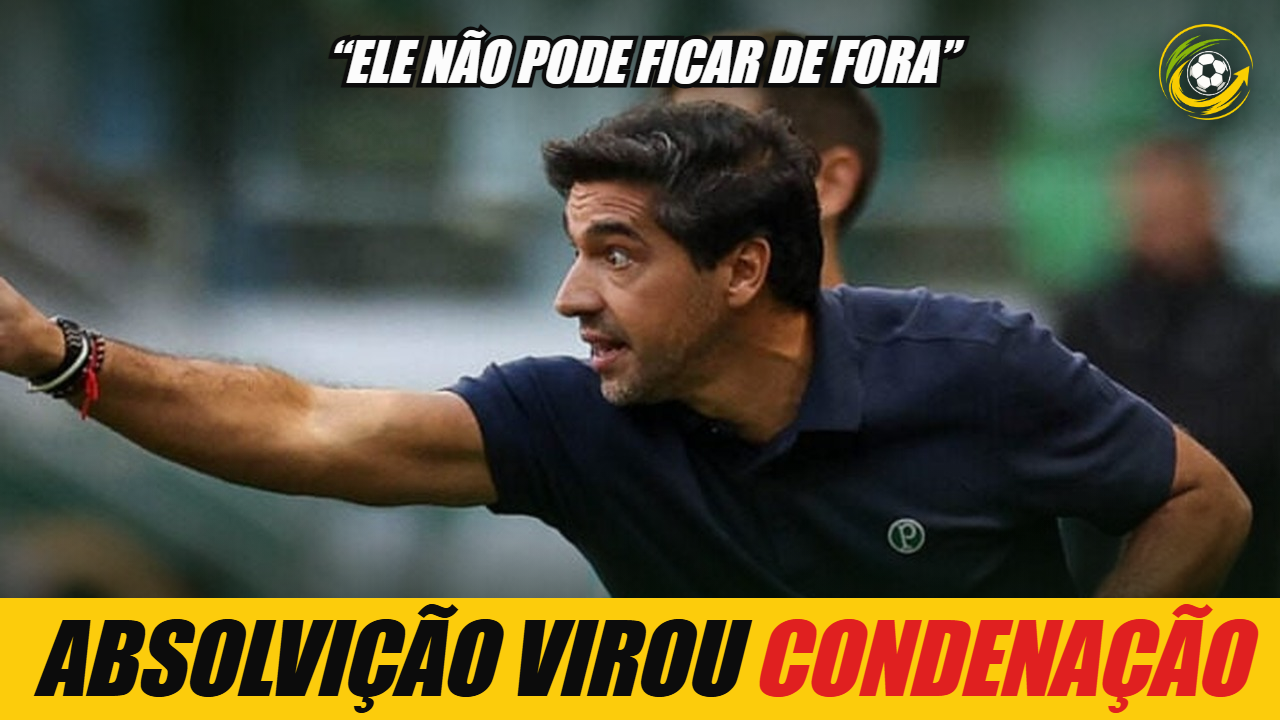 “ELE NÃO PODE FICAR DE FORA”
P
ABSOLVIÇÃO VIROU CONDENAÇÃO